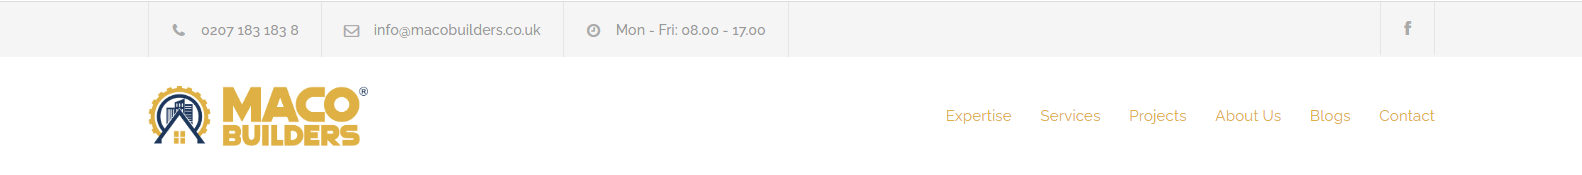 0207 183 183 8 info@macobuilders.co.uk Mon - Fri: 08.00 - 17.00 f
MACO®
BUILDERS
Expertise Services Projects About Us Blogs Contact